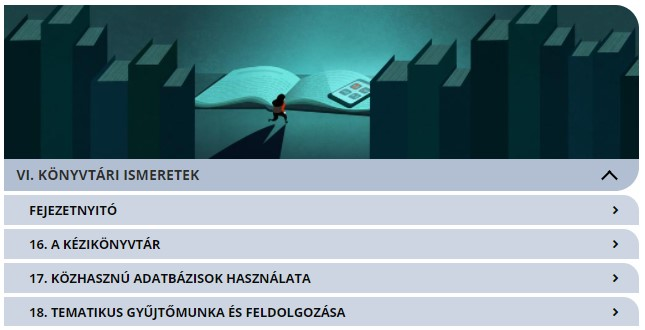 VI. KÖNYVTÁRI ISMERETEK
FEJEZETNYITÓ
16. A KÉZIKÖNYVTÁR
17. KÖZHASZNÚ ADATBÁZISOK HASZNÁLATA
18. TEMATIKUS GYŰJTŐMUNKA ÉS FELDOLGOZÁSA